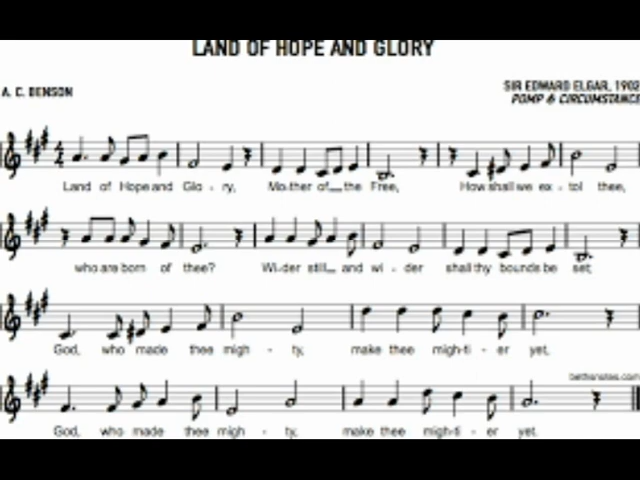 LAND OF HOPE AND GLORY
A. C. BENSON
SIR EDWARD ELGAR, 1902
POMP & CIRCUMSTANCE
Land of Hope and Glo - ry, Mo-ther of__ the Free, How shall we ex - tol thee,
who are born of thee? Wi-der still__ and wi - der shall thy bounds be set;
God, who made thee migh - ty, make thee migh-ti - er yet.
bethsnotes.com
God, who made thee migh - ty, make thee migh-ti - er yet.